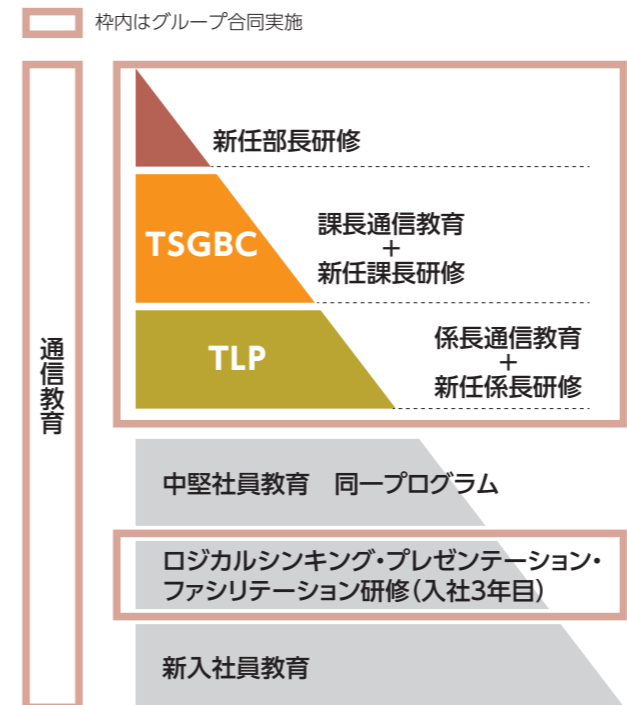 枠内はグループ合同実施
通信教育
新任部長研修
TSGBC
課長通信教育
+
新任課長研修
TLP
係長通信教育
+
新任係長研修
中堅社員教育　同一プログラム
ロジカルシンキング・プレゼンテーション・
ファシリテーション研修（入社3年目）
新入社員教育